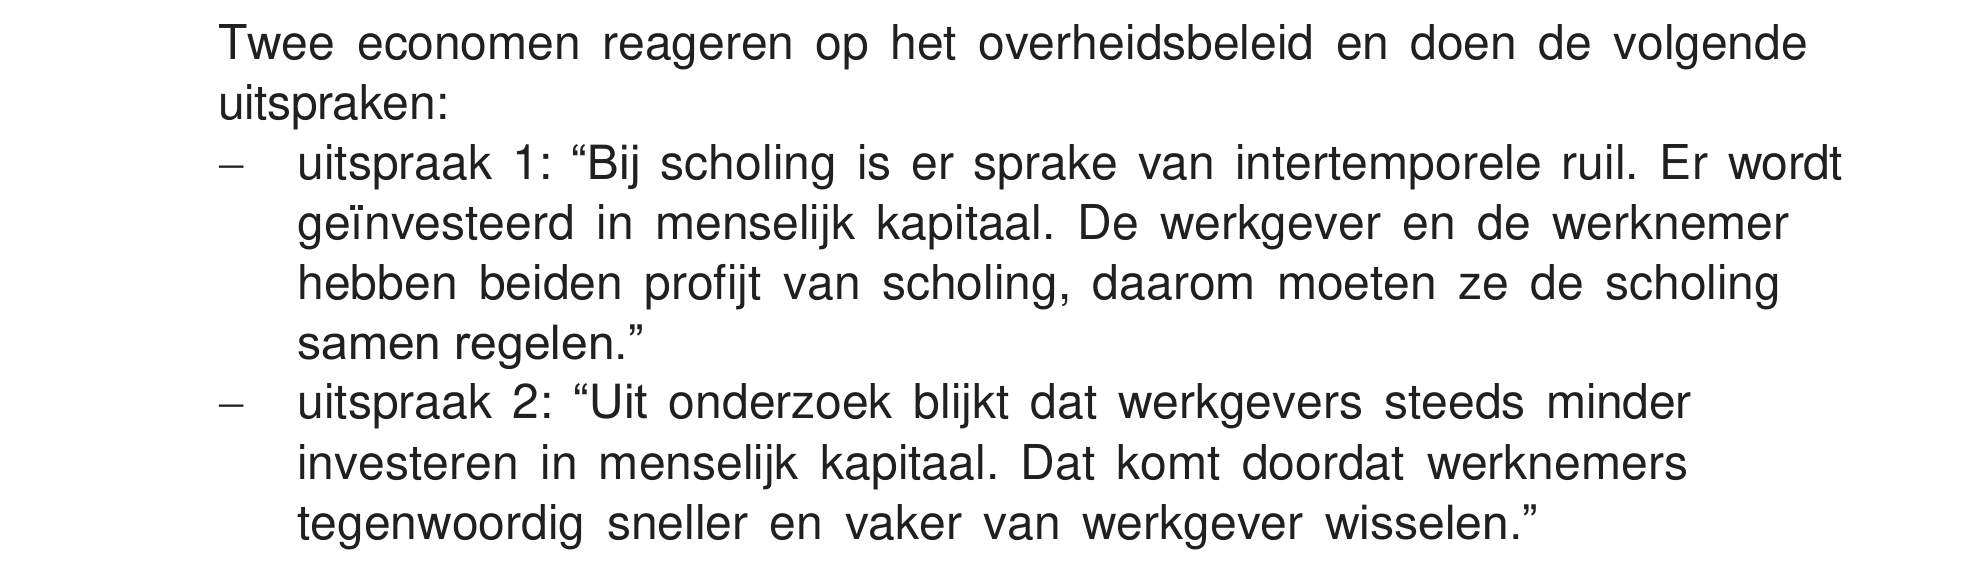 Twee economen reageren op het overheidsbeleid en doen de volgende
uitspraken:
– uitspraak 1: “Bij scholing is er sprake van intertemporele ruil. Er wordt
geïnvesteerd in menselijk kapitaal. De werkgever en de werknemer
hebben beiden profijt van scholing, daarom moeten ze de scholing
samen regelen.”
– uitspraak 2: “Uit onderzoek blijkt dat werkgevers steeds minder
investeren in menselijk kapitaal. Dat komt doordat werknemers
tegenwoordig sneller en vaker van werkgever wisselen.”